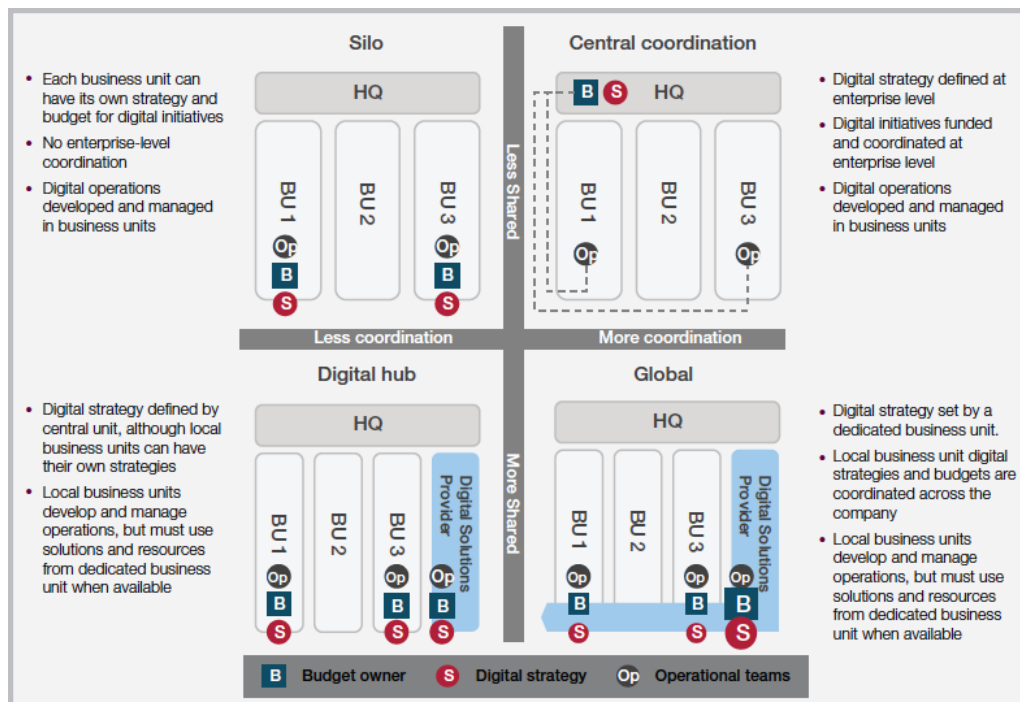 Silo
• Each business unit can
have its own strategy and
budget for digital initiatives
• No enterprise-level
coordination
• Digital operations
developed and managed
in business units
HQ
BU 1
BU 2
BU 3
Op
B
S
Op
B
S
Less Shared
Central coordination
B
S
HQ
BU 1
BU 2
BU 3
Op
Op
• Digital strategy defined at
enterprise level
• Digital initiatives funded
and coordinated at
enterprise level
• Digital operations
developed and managed
in business units
Less coordination
More coordination
Digital hub
• Digital strategy defined by
central unit, although local
business units can have
their own strategies
• Local business units
develop and manage
operations, but must use
solutions and resources
from dedicated business
unit when available
HQ
BU 1
BU 2
BU 3
Digital Solutions
Provider
Op
Op
Op
B
B
B
S
S
S
More Shared
Global
HQ
BU 1
BU 2
BU 3
Digital Solutions
Provider
Op
Op
Op
B
B
B
S
S
S
• Digital strategy set by a
dedicated business unit.
• Local business unit digital
strategies and budgets are
coordinated across the
company
• Local business units
develop and manage
operations, but must use
solutions and resources
from dedicated business
unit when available
B Budget owner S Digital strategy Op Operational teams